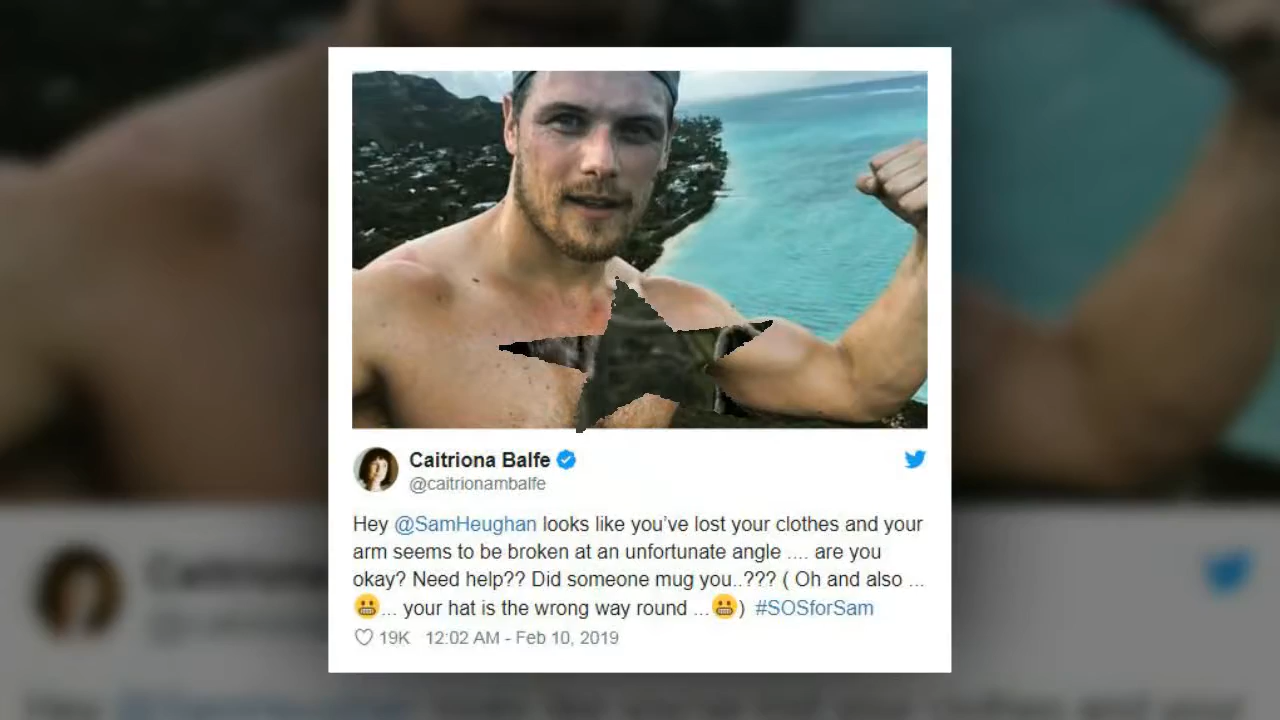 Caitriona Balfe
@caitrionambalfe
Hey @SamHeughan looks like you’ve lost your clothes and your
arm seems to be broken at an unfortunate angle .... are you
okay? Need help?? Did someone mug you..??? ( Oh and also ...
😬... your hat is the wrong way round ...😬) #SOSforSam
19K 12:02 AM - Feb 10, 2019